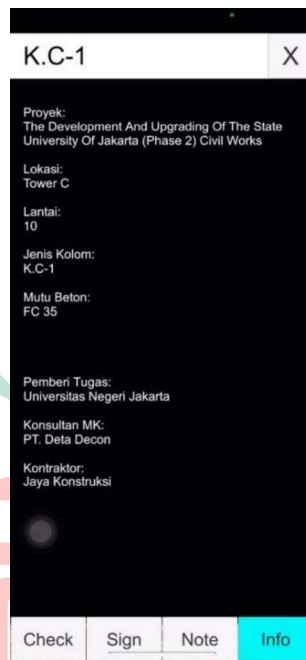 K.C-1
X
Proyek:
The Development And Upgrading Of The State
University Of Jakarta (Phase 2) Civil Works
Lokasi:
Tower C
Lantai:
10
Jenis Kolom:
K.C-1
Mutu Beton:
FC 35
Pemberi Tugas:
Universitas Negeri Jakarta
Konsultan MK:
PT. Deta Decon
Kontraktor:
Jaya Konstruksi
Check Sign Note Info